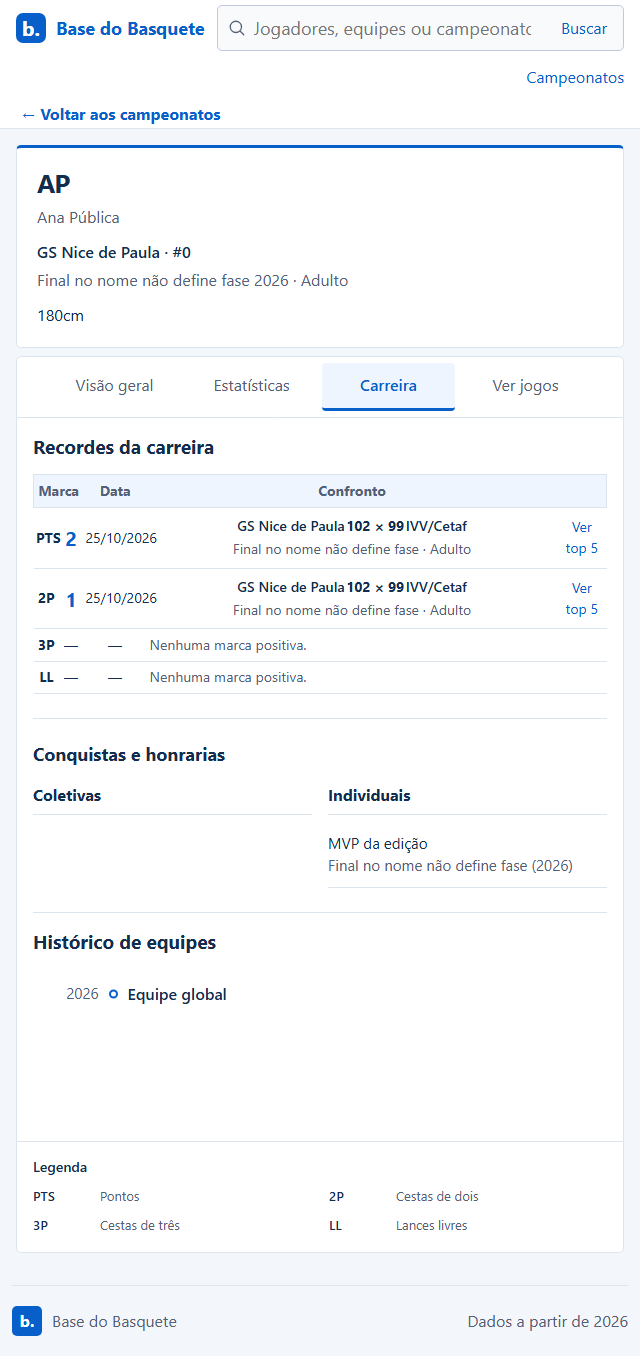 b. Base do Basquete
Jogadores, equipes ou campeonato
Buscar
Campeonatos
← Voltar aos campeonatos
AP
Ana Pública
GS Nice de Paula · #0
Final no nome não define fase 2026 · Adulto
180cm
Visão geral Estatísticas Carreira Ver jogos
Recordes da carreira
Marca Data Confronto
PTS 2 25/10/2026 GS Nice de Paula 102 × 99 IVV/Cetaf
Final no nome não define fase · Adulto
Ver
top 5
2P 1 25/10/2026 GS Nice de Paula 102 × 99 IVV/Cetaf
Final no nome não define fase · Adulto
Ver
top 5
3P — — Nenhuma marca positiva.
LL — — Nenhuma marca positiva.
Conquistas e honrarias
Coletivas
Individuais
MVP da edição
Final no nome não define fase (2026)
Histórico de equipes
2026 Equipe global
Legenda
PTS Pontos 2P Cestas de dois
3P Cestas de três LL Lances livres
b. Base do Basquete Dados a partir de 2026